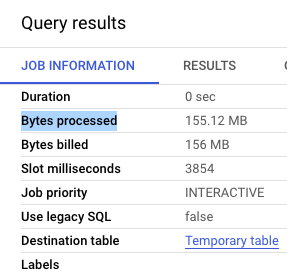 Query results
JOB INFORMATION RESULTS
Duration 0 sec
Bytes processed 155.12 MB
Bytes billed 156 MB
Slot milliseconds 3854
Job priority INTERACTIVE
Use legacy SQL false
Destination table Temporary table
Labels